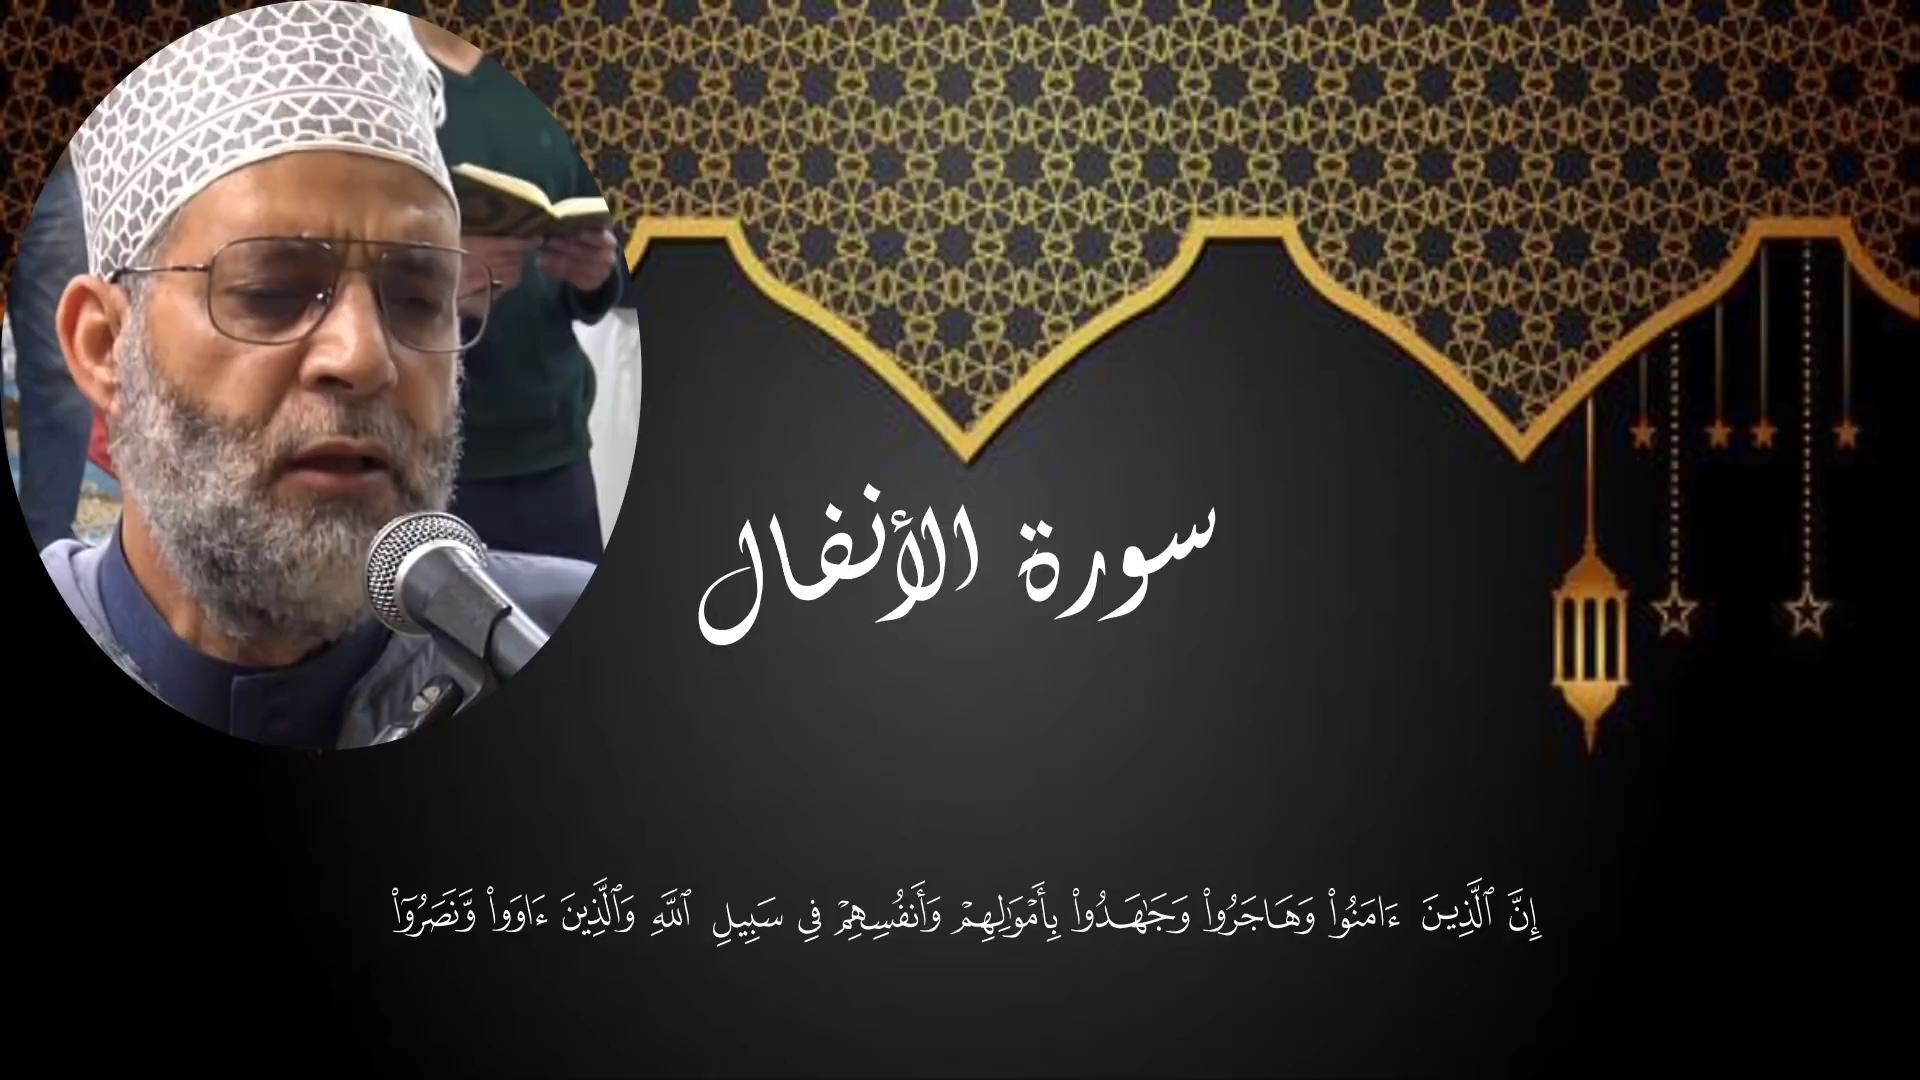 سورة الأنفال
إِنَّ ٱلَّذِينَ ءَامَنُوا۟ وَهَاجَرُوا۟ وَجَـٰهَدُوا۟ بِأَمْوَٰلِهِمْ وَأَنفُسِهِمْ فِى سَبِيلِ ٱللَّهِ وَٱلَّذِينَ ءَاوَوا۟ وَّنَصَرُوٓا۟